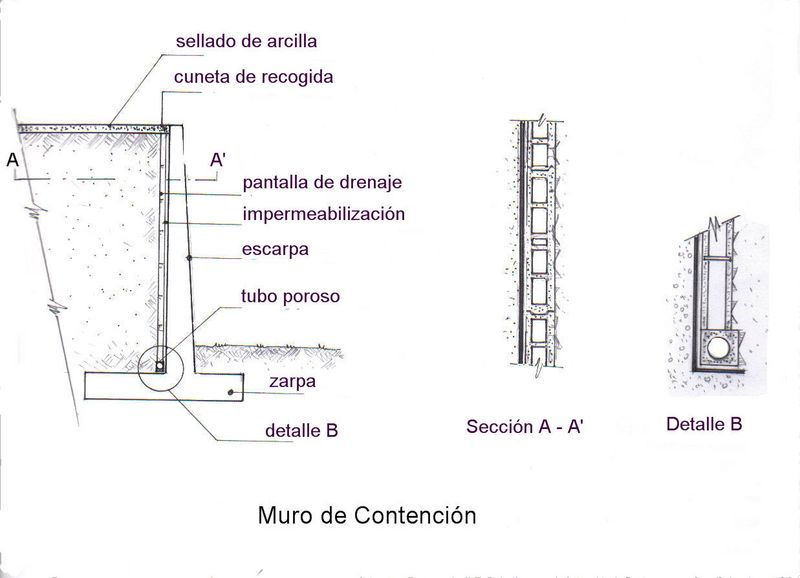 sellado de arcilla
cuneta de recogida
A
A'
pantalla de drenaje
impermeabilización
escarpa
tubo poroso
zarpa
detalle B
Sección A - A'
Detalle B
Muro de Contención